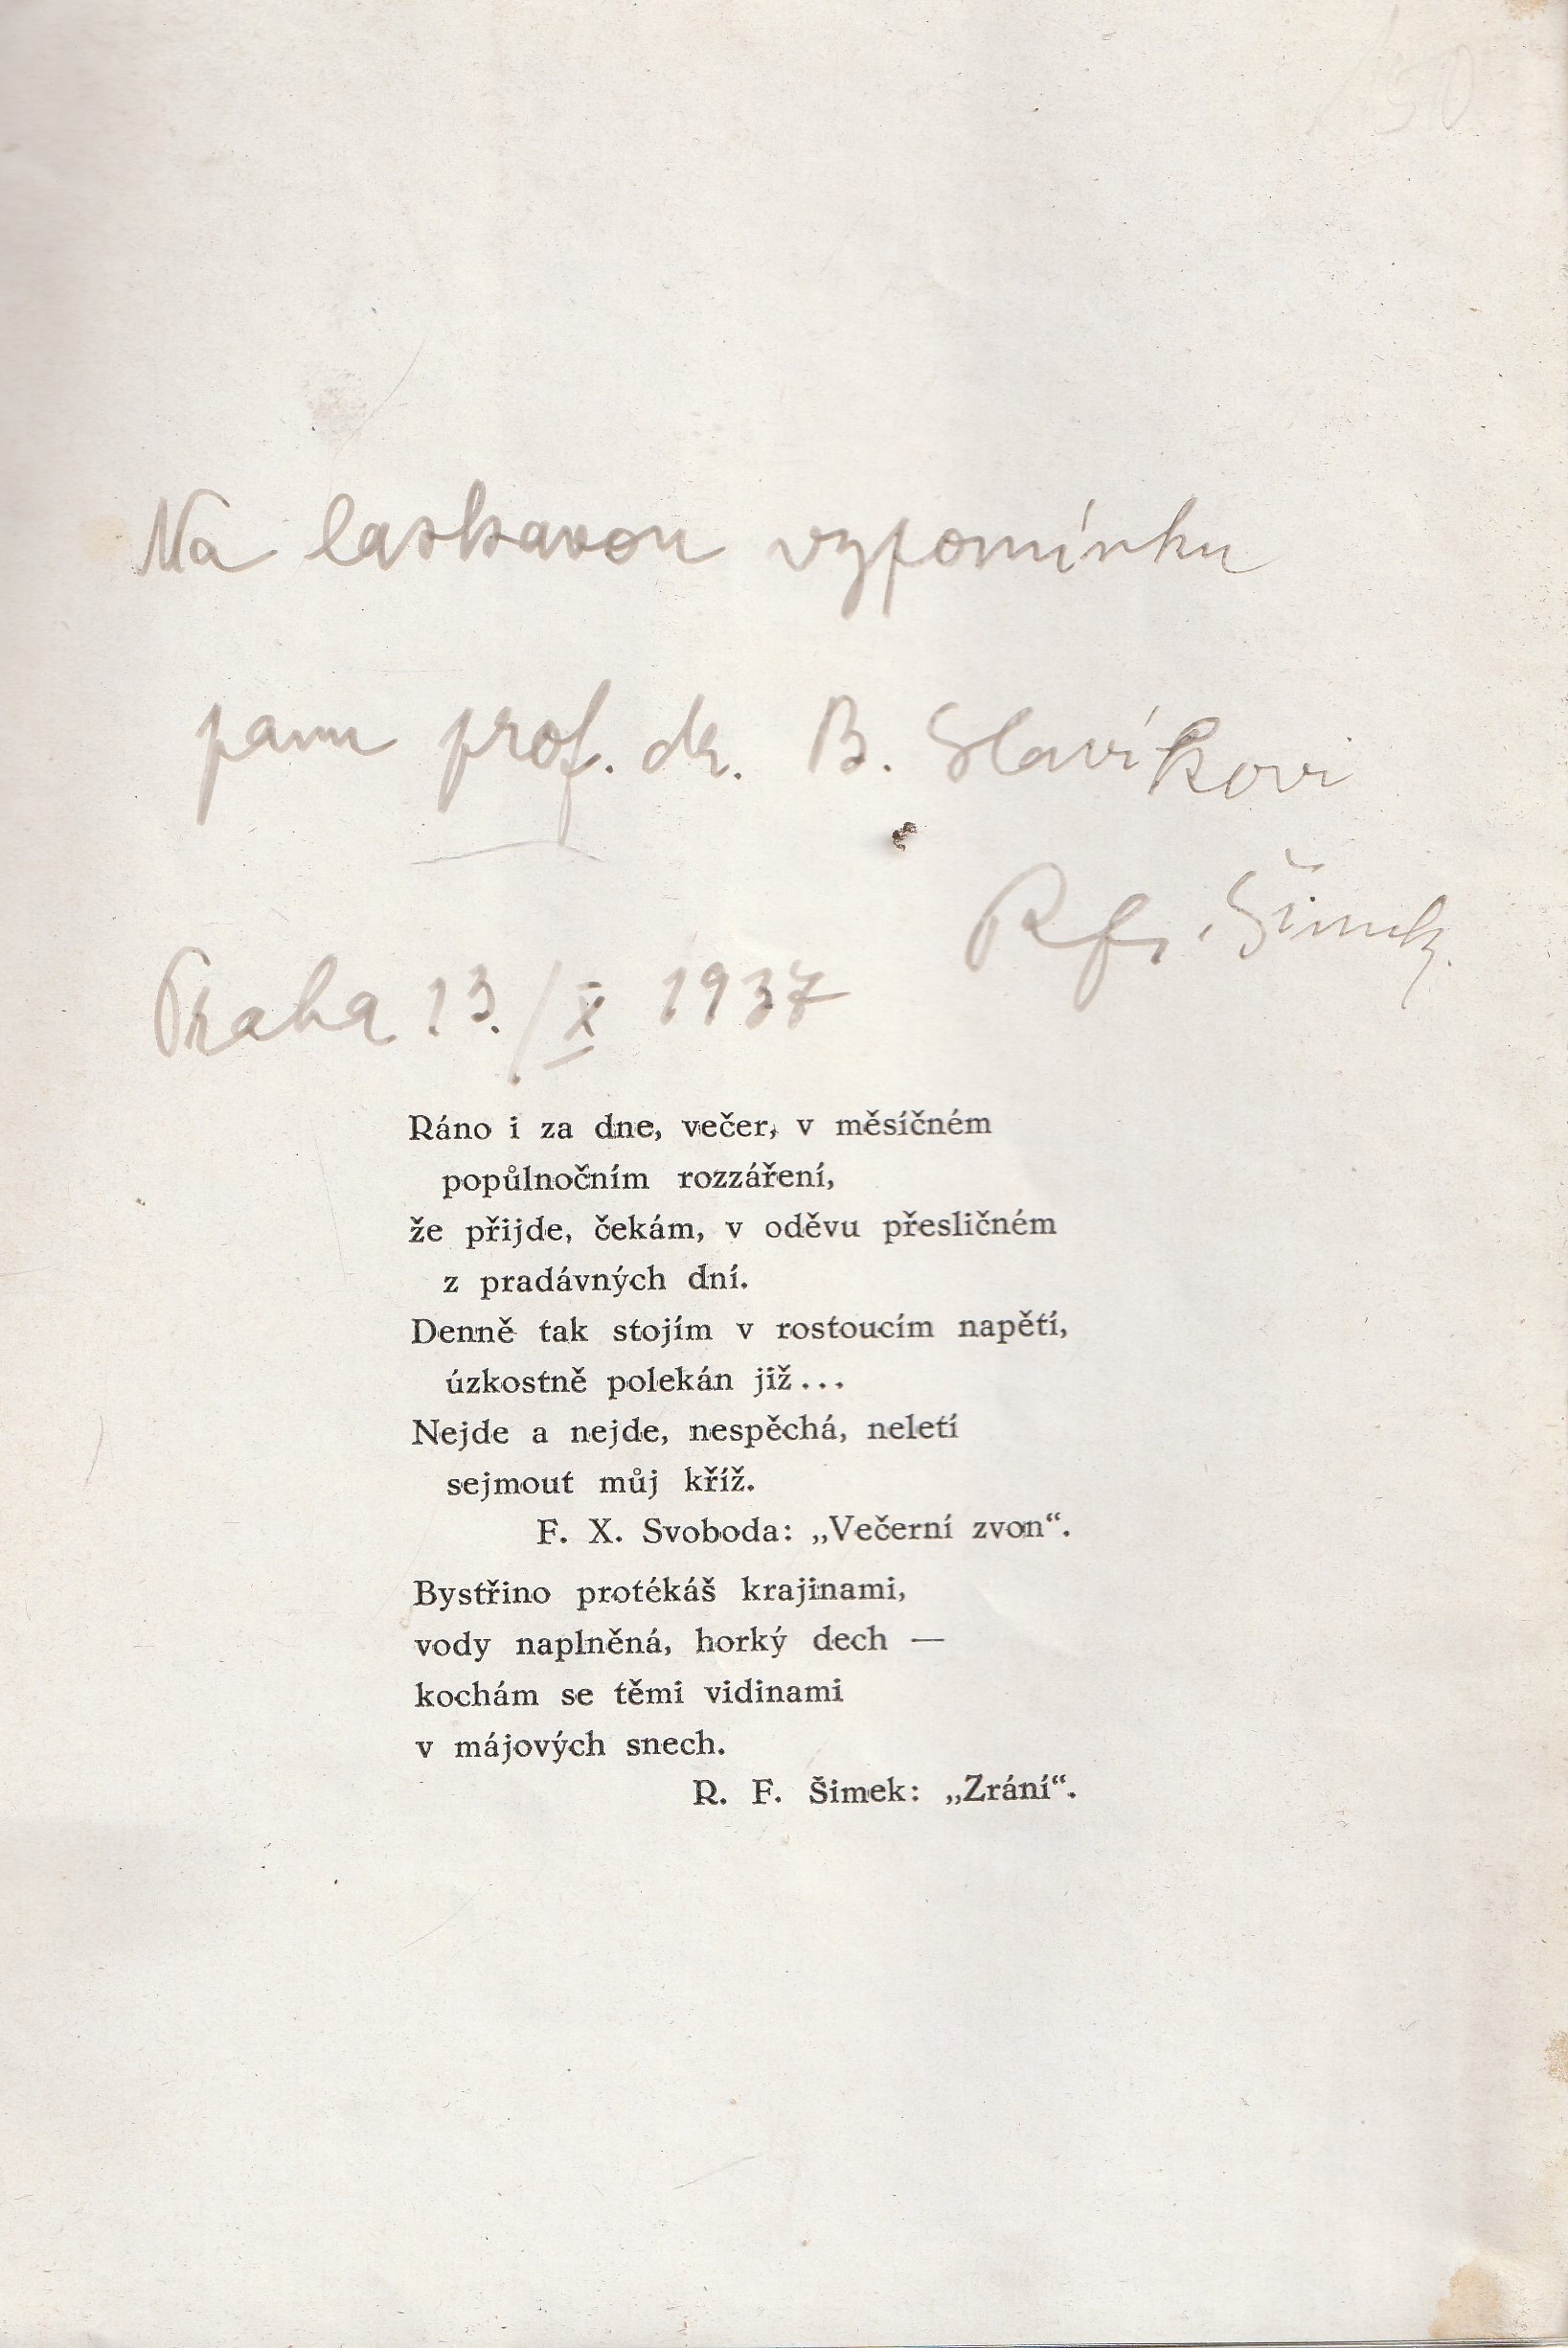 150
Na laskavou vzpomínku
panu prof. dr. B. Slavíkovi
R. F. Šimek.
Praha 13./X 1937
Ráno i za dne, večer, v měsíčném
popůlnočním rozzáření,
že přijde, čekám, v oděvu přesličném
z pradávných dní.
Denně tak stojím v rostoucím napětí,
úzkostně polekán již...
Nejde a nejde, nespěchá, neletí
sejmout můj kříž.
F. X. Svoboda: „Večerní zvon“.
Bystřino protékáš krajinami,
vody naplněná, horký dech —
kochám se těmi vidinami
v májových snech.
R. F. Šimek: „Zrání“.